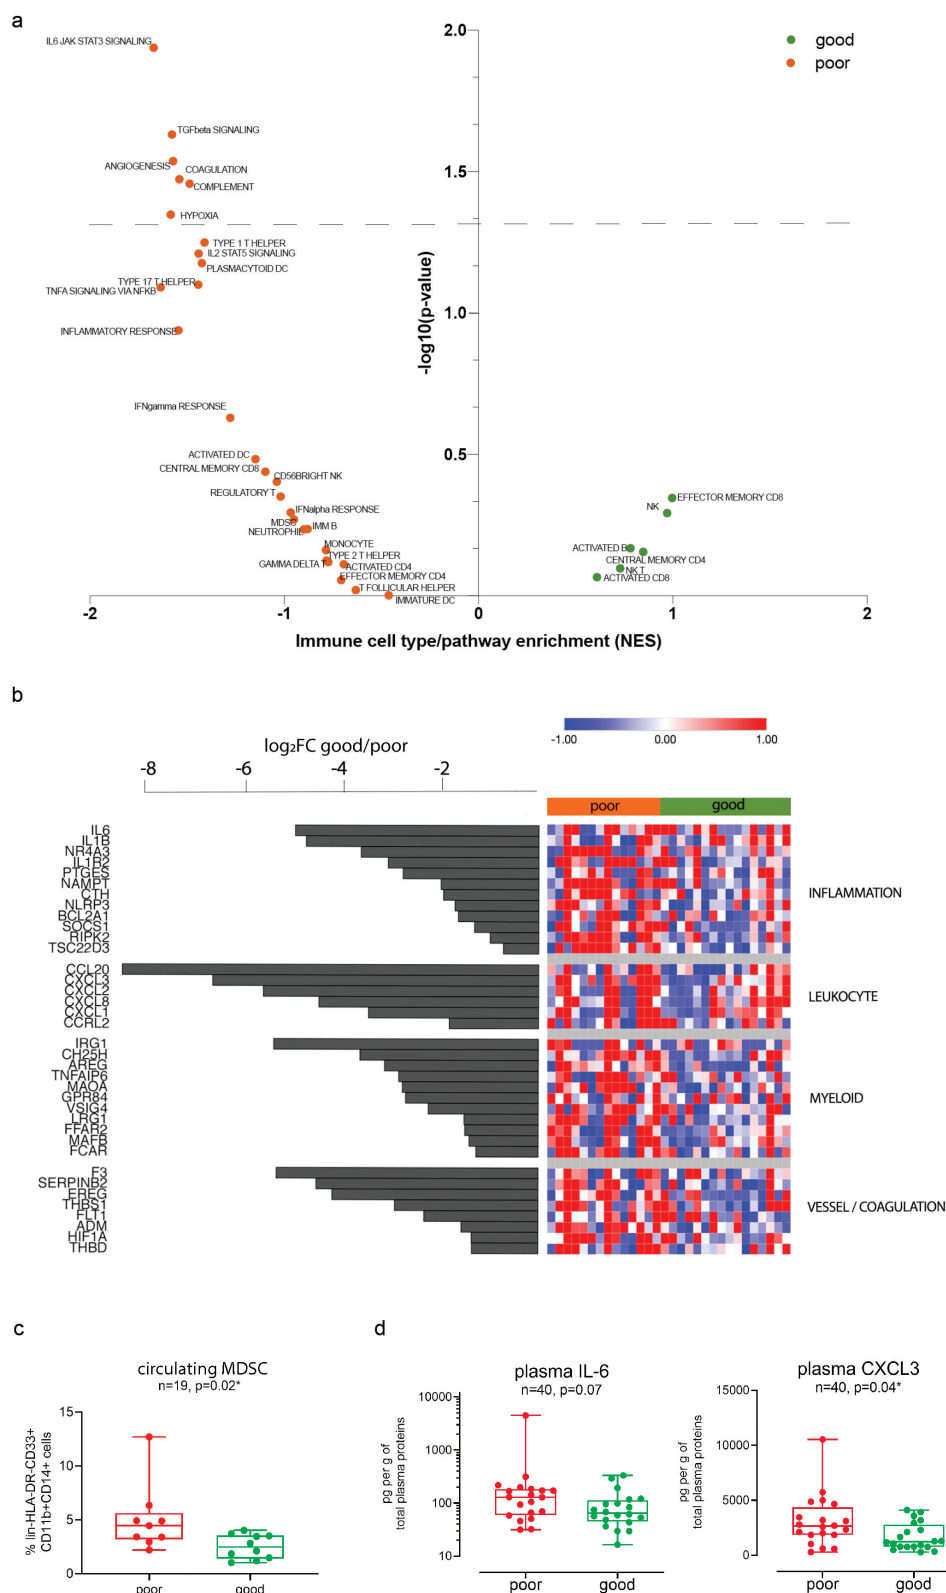 a
2.0
good
poor
IL6 JAK STAT3 SIGNALING
TGFbeta SIGNALING
ANGIOGENESIS
COAGULATION
1.5
COMPLEMENT
HYPOXIA
TYPE 1 T HELPER
IL2 STAT5 SIGNALING
PLASMACYTOID DC
TYPE 17 T HELPER
TNFA SIGNALING VIA NFKB
1.0
INFLAMMATORY RESPONSE
-log10(p-value)
IFNgamma RESPONSE
ACTIVATED DC
0.5
CENTRAL MEMORY CD8
CD56BRIGHT NK
REGULATORY T
EFFECTOR MEMORY CD8
NK
IFNalpha RESPONSE
MDSC
IMM B
NEUTROPHIL
MONOCYTE
ACTIVATED B
TYPE 2 T HELPER
CENTRAL MEMORY CD4
GAMMA DELTA T
ACTIVATED CD4
NK T
EFFECTOR MEMORY CD4
ACTIVATED CD8
T FOLLICULAR HELPER
IMMATURE DC
-2 -1 0 1 2
Immune cell type/pathway enrichment (NES)
b
-1.00 0.00 1.00
log₂FC good/poor
-8 -6 -4 -2
poor good
IL6
IL1B
NR4A3
IL1R2
PTGES
NAMPT
CTH
NLRP3
BCL2A1
SOCS1
RIPK2
TSC22D3
INFLAMMATION
CCL20
CXCL3
CXCL2
CXCL8
CXCL1
CCRL2
LEUKOCYTE
IRG1
CH25H
AREG
TNFAIP6
MAOA
GPR84
VSIG4
LRG1
FFAR2
MAFB
FCAR
MYELOID
F3
SERPINB2
EREG
THBS1
FLT1
ADM
HIF1A
THBD
VESSEL / COAGULATION
c
circulating MDSC
n=19, p=0.02*
15
10
5
0
% lin-HLA-DR-CD33+
CD11b+CD14+ cells
poor good
d
plasma IL-6
n=40, p=0.07
10000
1000
100
10
pg per g of
total plasma proteins
poor good
plasma CXCL3
n=40, p=0.04*
15000
10000
5000
0
pg per g of
total plasma proteins
poor good